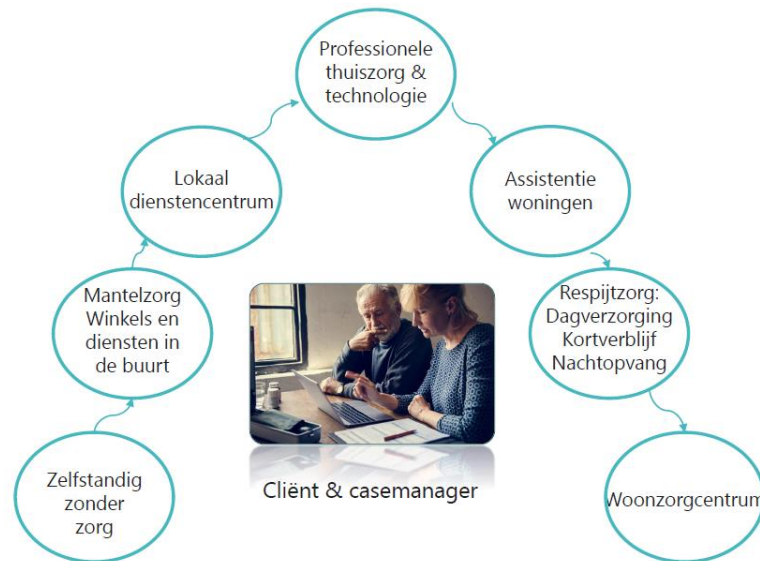 Professionele
thuiszorg &
technologie
Lokaal
dienstencentrum
Assistentie
woningen
Mantelzorg
Winkels en
diensten in
de buurt
Respijtzorg:
Dagverzorging
Kortverblijf
Nachtopvang
Zelfstandig
zonder
zorg
Cliënt & casemanager
Woonzorgcentrum